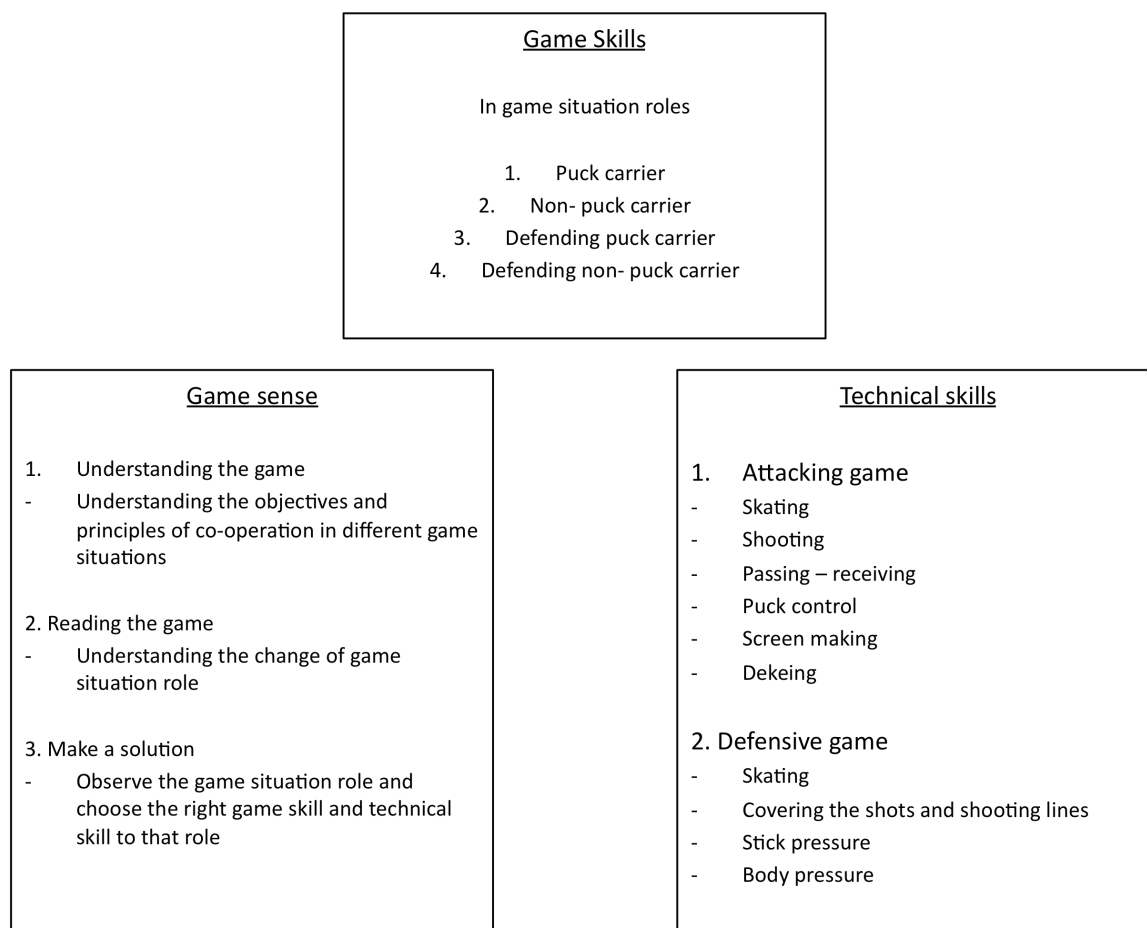 Game Skills
In game situation roles
1. Puck carrier
2. Non- puck carrier
3. Defending puck carrier
4. Defending non- puck carrier
Game sense
1. Understanding the game
- Understanding the objectives and
principles of co-operation in different game
situations
2. Reading the game
- Understanding the change of game
situation role
3. Make a solution
- Observe the game situation role and
choose the right game skill and technical
skill to that role
Technical skills
1. Attacking game
- Skating
- Shooting
- Passing – receiving
- Puck control
- Screen making
- Dekeing
2. Defensive game
- Skating
- Covering the shots and shooting lines
- Stick pressure
- Body pressure